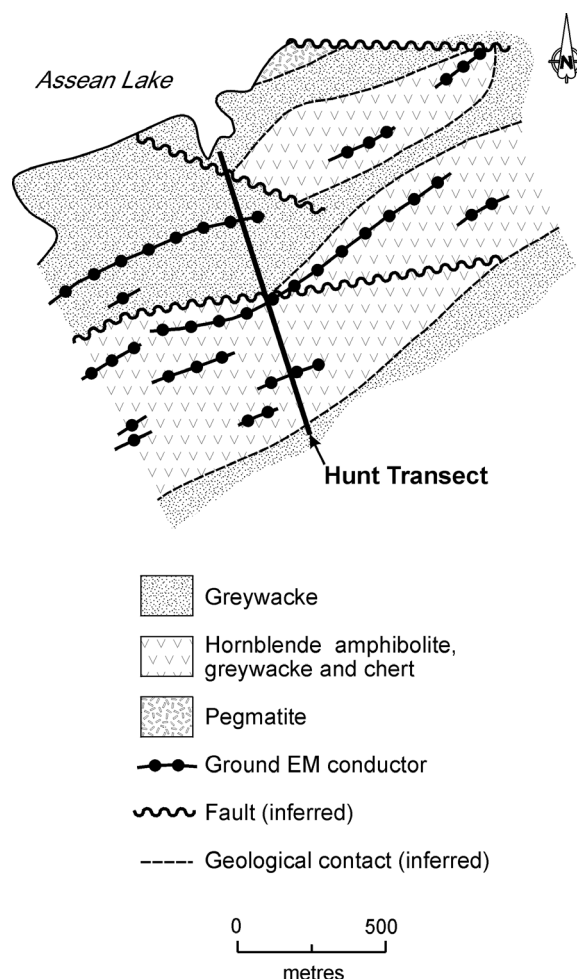 Assean Lake
N
Hunt Transect
Greywacke
Hornblende amphibolite,
greywacke and chert
Pegmatite
Ground EM conductor
Fault (inferred)
Geological contact (inferred)
0 500
metres